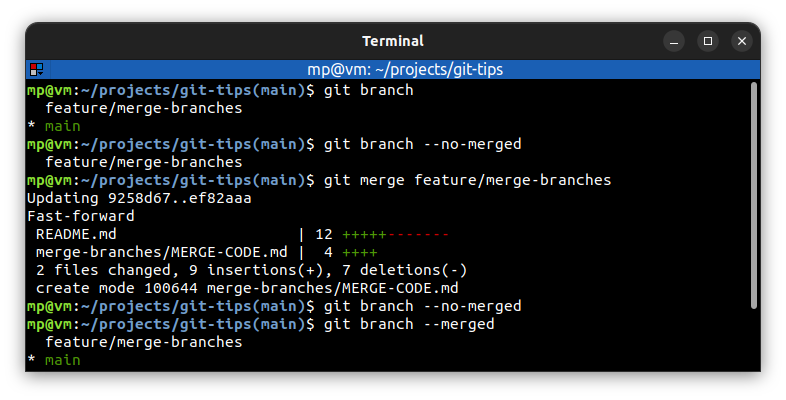 Terminal
mp@vm: ~/projects/git-tips
mp@vm:~/projects/git-tips(main)$ git branch
  feature/merge-branches
* main
mp@vm:~/projects/git-tips(main)$ git branch --no-merged
  feature/merge-branches
mp@vm:~/projects/git-tips(main)$ git merge feature/merge-branches
Updating 9258d67..ef82aaa
Fast-forward
 README.md                    | 12 +++++-------
 merge-branches/MERGE-CODE.md |  4 ++++
 2 files changed, 9 insertions(+), 7 deletions(-)
 create mode 100644 merge-branches/MERGE-CODE.md
mp@vm:~/projects/git-tips(main)$ git branch --no-merged
mp@vm:~/projects/git-tips(main)$ git branch --merged
  feature/merge-branches
* main